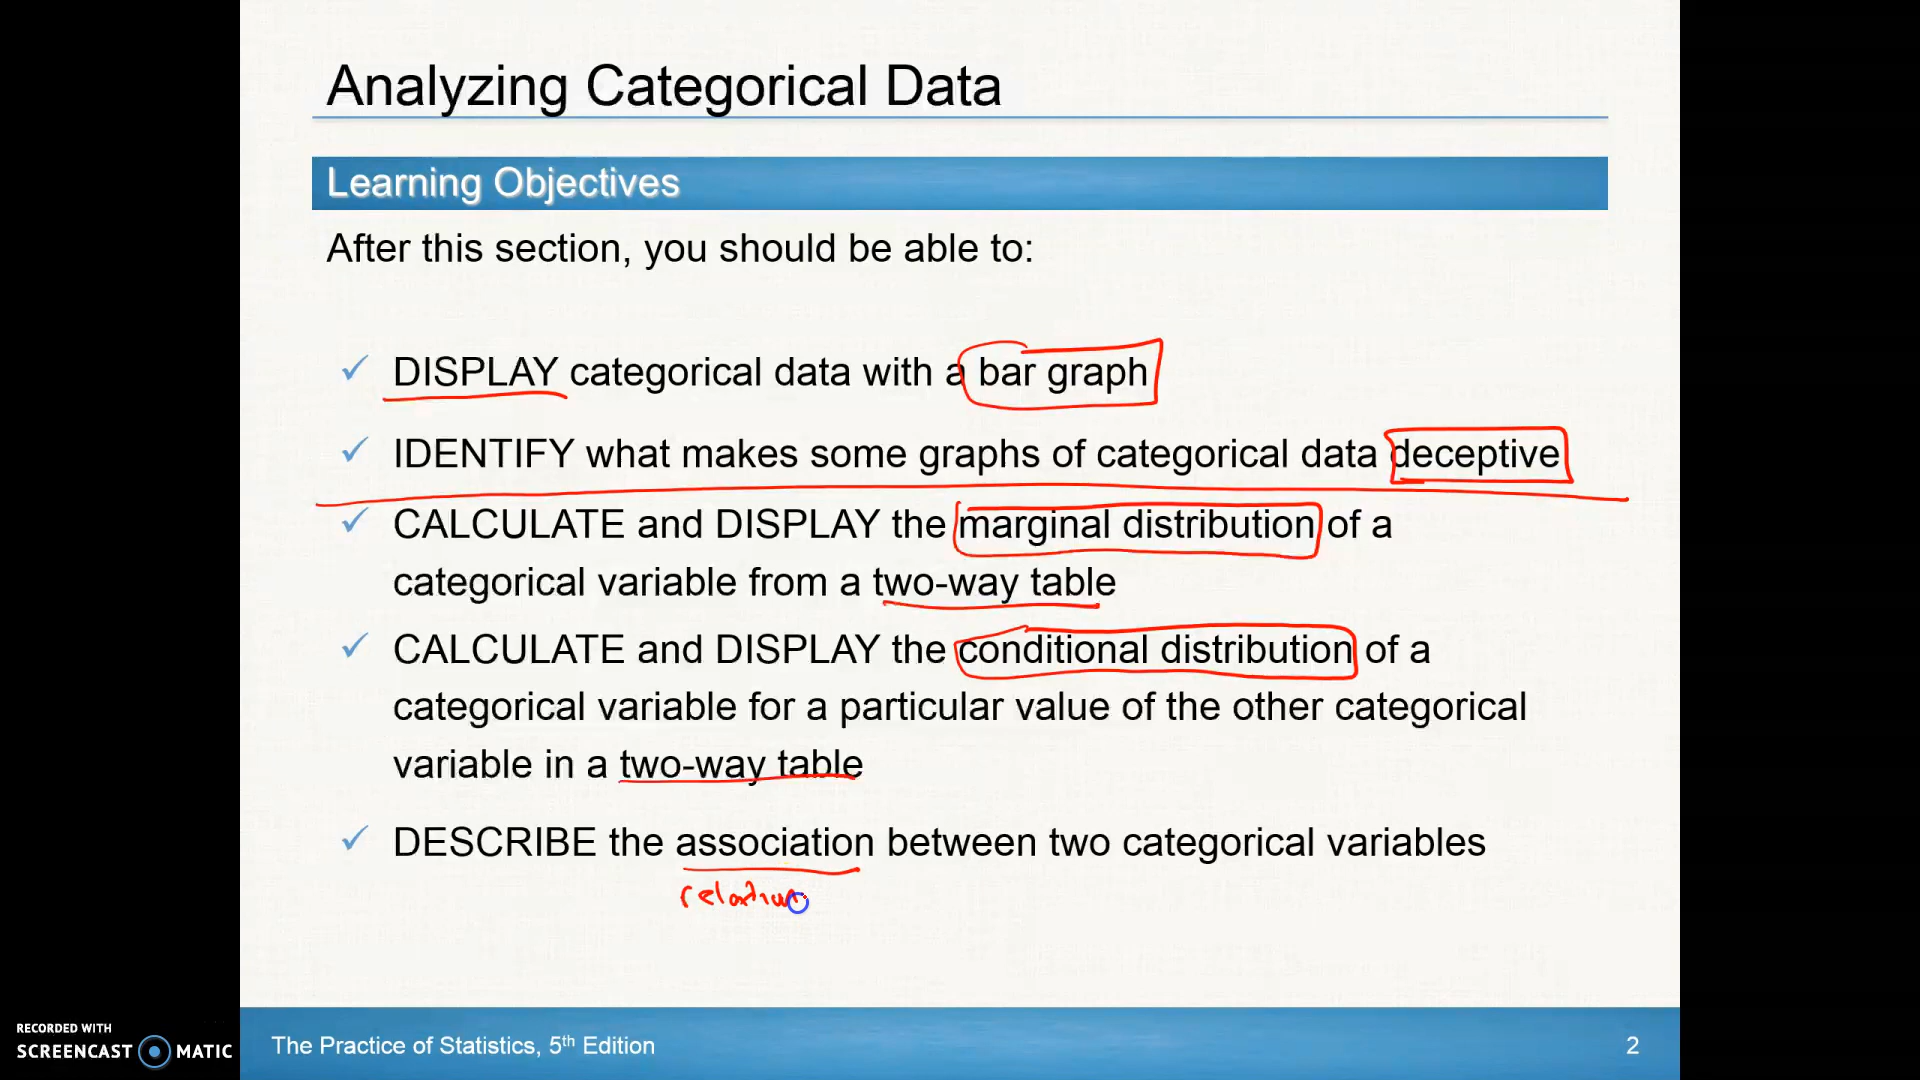 Analyzing Categorical Data
Learning Objectives
After this section, you should be able to:
✓ DISPLAY categorical data with a bar graph
✓ IDENTIFY what makes some graphs of categorical data deceptive
✓ CALCULATE and DISPLAY the marginal distribution of a
categorical variable from a two-way table
✓ CALCULATE and DISPLAY the conditional distribution of a
categorical variable for a particular value of the other categorical
variable in a two-way table
✓ DESCRIBE the association between two categorical variables
RECORDED WITH
SCREENCAST MATIC
The Practice of Statistics, 5th Edition
2